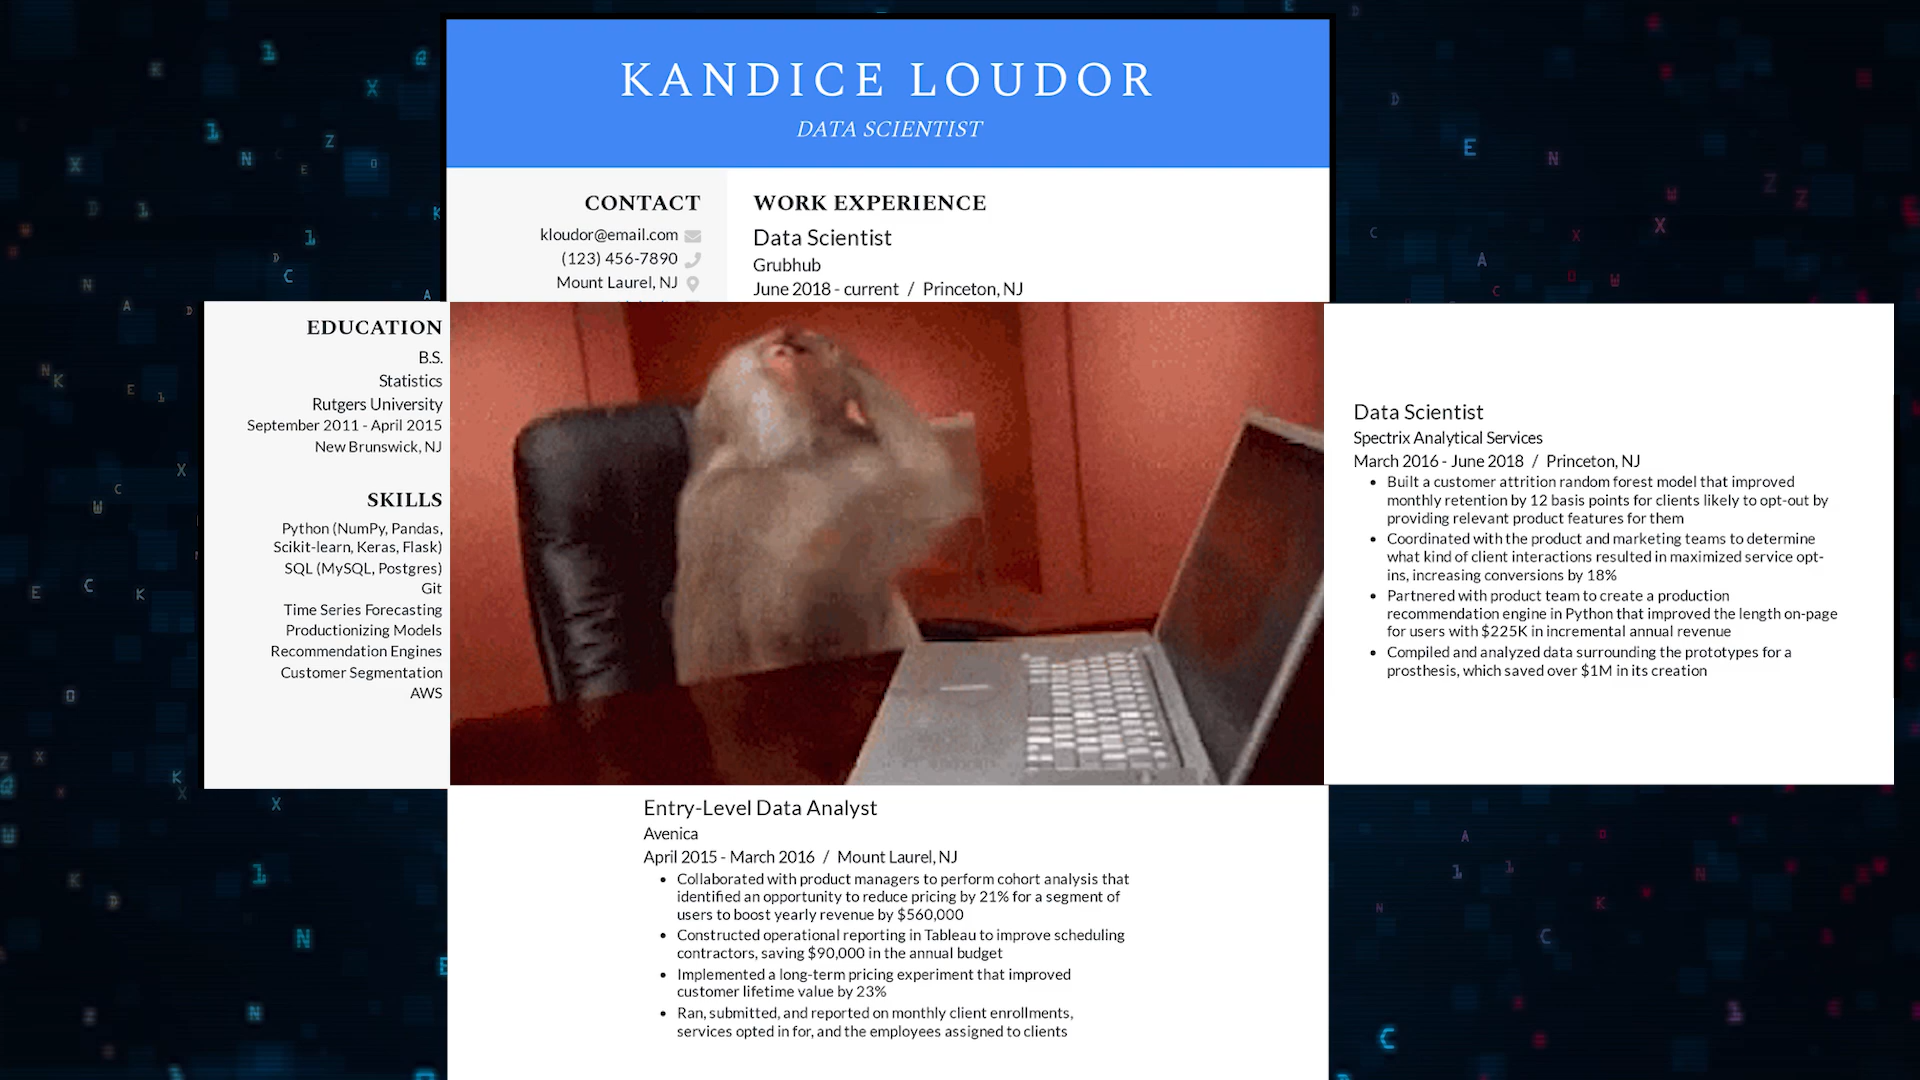 KANDICE LOUDOR
DATA SCIENTIST
CONTACT
kloudor@email.com
(123) 456-7890
Mount Laurel, NJ
WORK EXPERIENCE
Data Scientist
Grubhub
June 2018 - current / Princeton, NJ
EDUCATION
B.S.
Statistics
Rutgers University
September 2011 - April 2015
New Brunswick, NJ
SKILLS
Python (NumPy, Pandas,
Scikit-learn, Keras, Flask)
SQL (MySQL, Postgres)
Git
Time Series Forecasting
Productionizing Models
Recommendation Engines
Customer Segmentation
AWS
Data Scientist
Spectrix Analytical Services
March 2016 - June 2018 / Princeton, NJ
• Built a customer attrition random forest model that improved
monthly retention by 12 basis points for clients likely to opt-out by
providing relevant product features for them
• Coordinated with the product and marketing teams to determine
what kind of client interactions resulted in maximized service opt-
ins, increasing conversions by 18%
• Partnered with product team to create a production
recommendation engine in Python that improved the length on-page
for users with $225K in incremental annual revenue
• Compiled and analyzed data surrounding the prototypes for a
prosthesis, which saved over $1M in its creation
Entry-Level Data Analyst
Avenica
April 2015 - March 2016 / Mount Laurel, NJ
• Collaborated with product managers to perform cohort analysis that
identified an opportunity to reduce pricing by 21% for a segment of
users to boost yearly revenue by $560,000
• Constructed operational reporting in Tableau to improve scheduling
contractors, saving $90,000 in the annual budget
• Implemented a long-term pricing experiment that improved
customer lifetime value by 23%
• Ran, submitted, and reported on monthly client enrollments,
services opted in for, and the employees assigned to clients